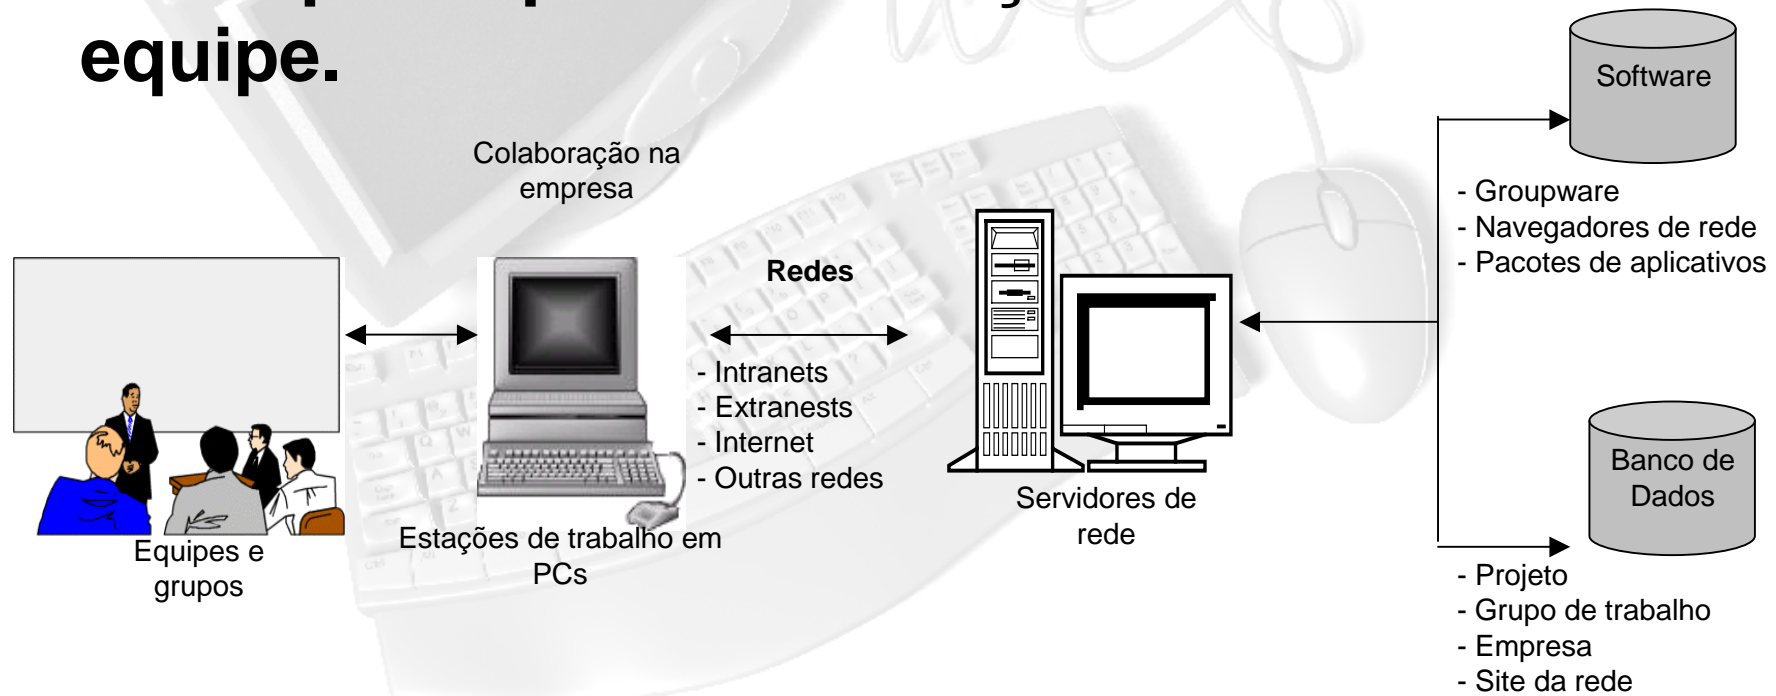 equipe.
Colaboração na
empresa
Redes
- Intranets
- Extranests
- Internet
- Outras redes
Equipes e
grupos
Estações de trabalho em
PCs
Servidores de
rede
Software
- Groupware
- Navegadores de rede
- Pacotes de aplicativos
Banco de
Dados
- Projeto
- Grupo de trabalho
- Empresa
- Site da rede